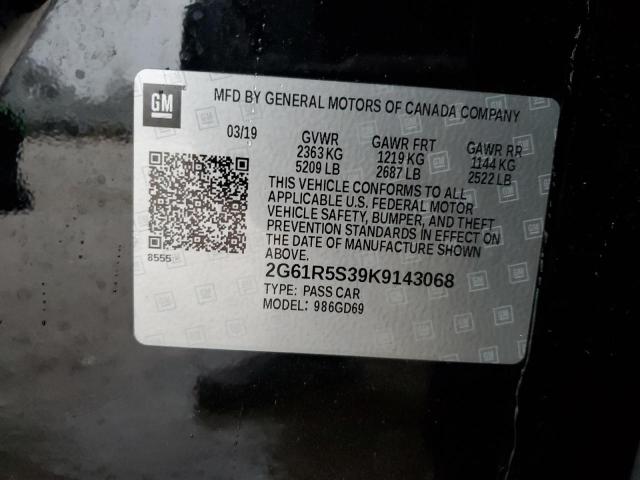 GM MFD BY GENERAL MOTORS OF CANADA COMPANY
03/19 GVWR GAWR FRT GAWR RR
2363 KG 1219 KG 1144 KG
5209 LB 2687 LB 2522 LB
THIS VEHICLE CONFORMS TO ALL
APPLICABLE U.S. FEDERAL MOTOR
VEHICLE SAFETY, BUMPER, AND THEFT
PREVENTION STANDARDS IN EFFECT ON
THE DATE OF MANUFACTURE SHOWN
ABOVE.
8555
2G61R5S39K9143068
TYPE: PASS CAR
MODEL: 986GD69